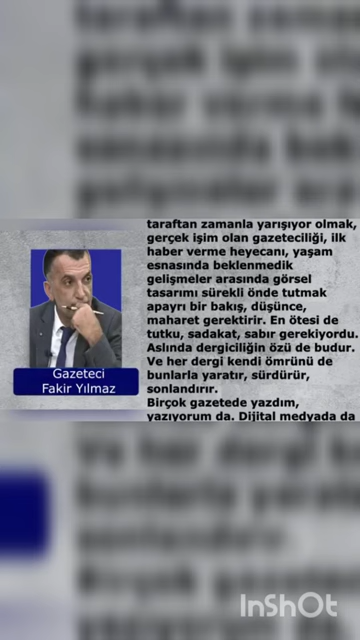 taraftan zamanla yarışıyor olmak,
gerçek işim olan gazeteciliği, ilk
haber verme heyecanı, yaşam
esnasında beklenmedik
gelişmeler arasında görsel
tasarımı sürekli önde tutmak
apayrı bir bakış, düşünce,
maharet gerektirir. En ötesi de
tutku, sadakat, sabır gerekiyordu.
Aslında dergiciliğin özü de budur.
Ve her dergi kendi ömrünü de
bunlarla yaratır, sürdürür,
sonlandırır.
Birçok gazetede yazdım,
yazıyorum da. Dijital medyada da
Gazeteci
Fakir Yılmaz
InShOt